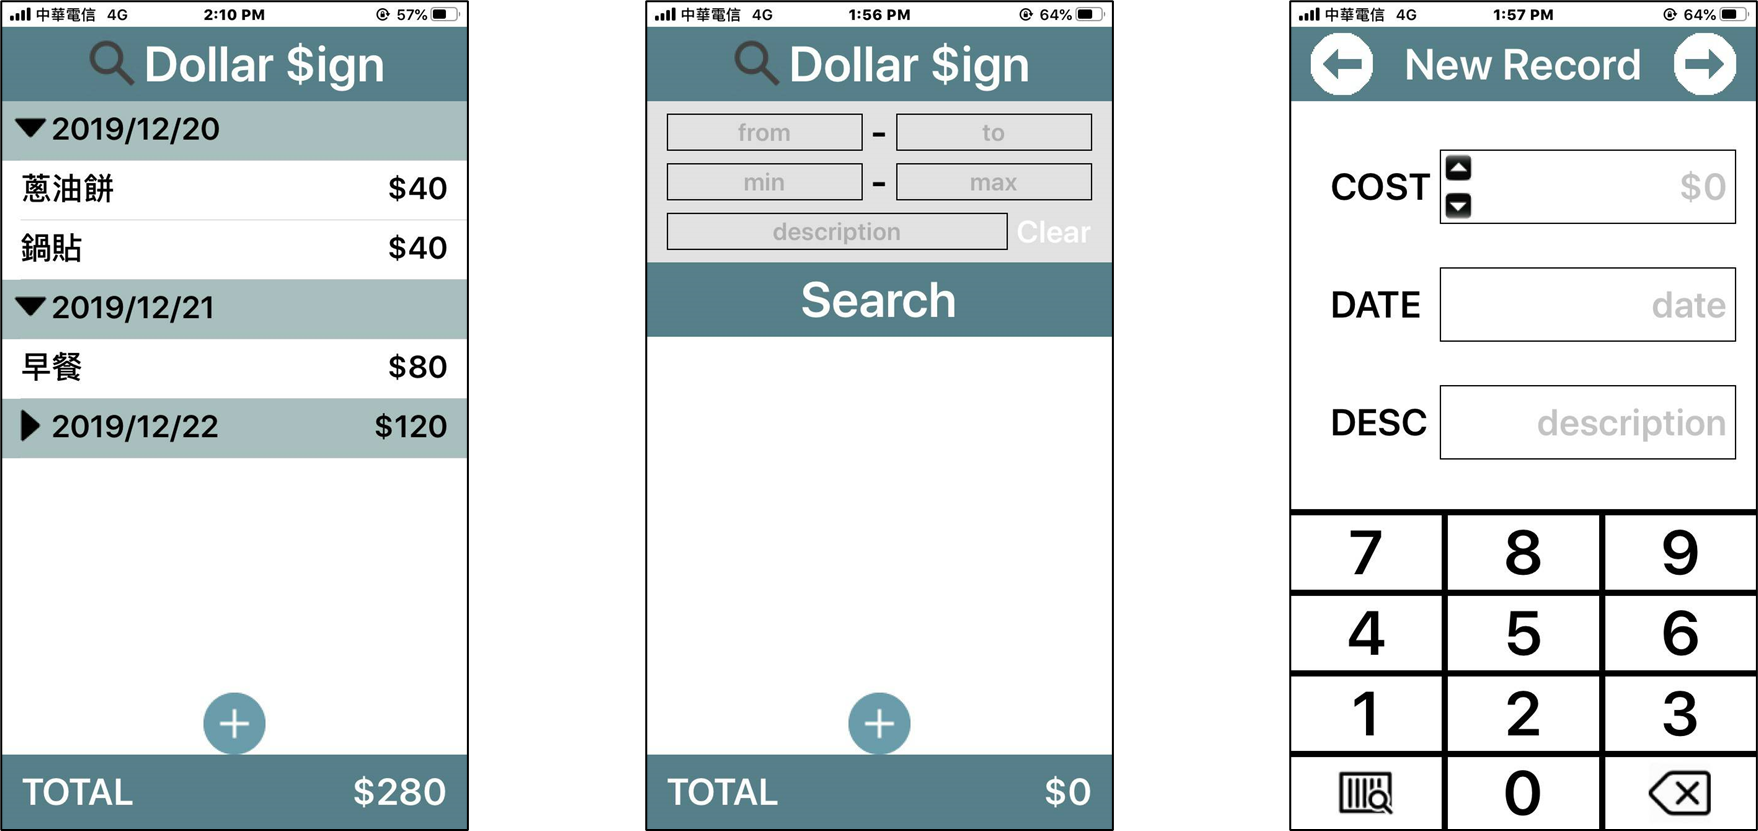 中華電信 4G 2:10 PM 57%
Dollar $ign
2019/12/20
蔥油餅 $40
鍋貼 $40
2019/12/21
早餐 $80
2019/12/22 $120
TOTAL $280
中華電信 4G 1:56 PM 64%
Dollar $ign
from - to
min - max
description Clear
Search
TOTAL $0
中華電信 4G 1:57 PM 64%
New Record
COST $0
DATE date
DESC description
7 8 9
4 5 6
1 2 3
0